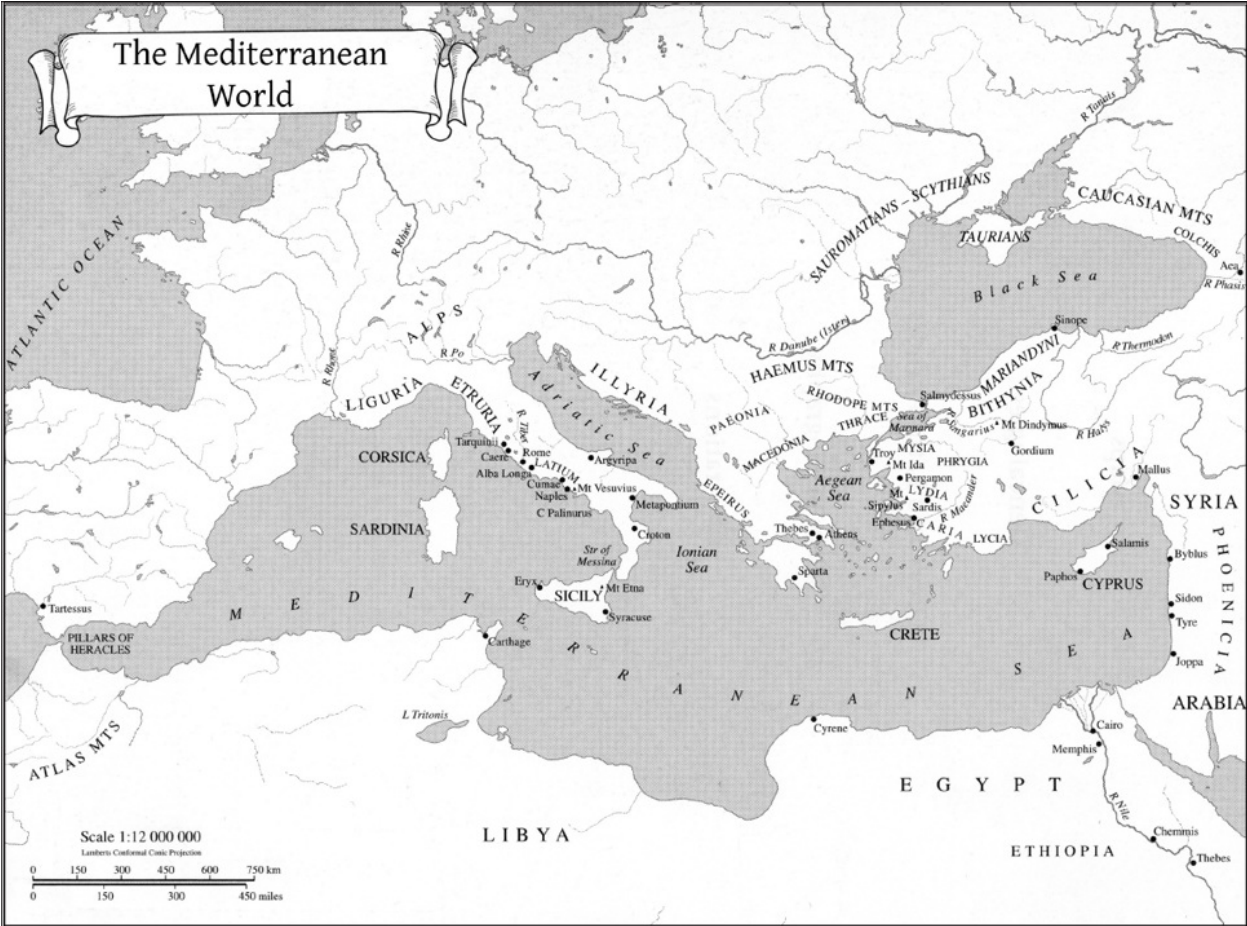 The Mediterranean
World
ATLANTIC OCEAN
R Rhine
R Tanais
SAUROMATIANS – SCYTHIANS
CAUCASIAN MTS
COLCHIS
TAURIANS
Aea
R Phasis
Black Sea
ALPS
R Po
R Rhone
R Danube (Ister)
Sinope
R Thermodon
HAEMUS MTS
MARIANDYNI
BITHYNIA
LIGURIA
ETRURIA
Adriatic Sea
ILLYRIA
RHODOPE MTS
Salmydessus
PAEONIA
THRACE
Sea of
Marmara
R Sangarius
Mt Dindymus
R Halys
R Tiber
Tarquinii
CORSICA
Caere
Rome
LATIUM
Alba Longa
Argyripa
MACEDONIA
Troy
MYSIA
Gordium
Mt Ida
PHRYGIA
Cumae
Mt Vesuvius
Naples
EPEIRUS
Aegean
Sea
Pergamon
CILICIA
Mallus
SYRIA
Mt
Sipylus
LYDIA
Sardis
R Maeander
C Palinurus
Metapontium
SARDINIA
Croton
Thebes
Athens
Ephesus
CARIA
LYCIA
Salamis
Str of
Messina
Ionian
Sea
Byblus
PHOENICIA
Sparta
Paphos
CYPRUS
Eryx
SICILY
Mt Etna
Sidon
Tartessus
MEDITERRANEAN SEA
Syracuse
Tyre
PILLARS OF
HERACLES
Carthage
CRETE
Joppa
ARABIA
L Tritonis
Cyrene
Cairo
Memphis
ATLAS MTS
EGYPT
R Nile
LIBYA
Chemmis
ETHIOPIA
Thebes
Scale 1:12 000 000
Lamberts Conformal Conic Projection
0 150 300 450 600 750 km
0 150 300 450 miles